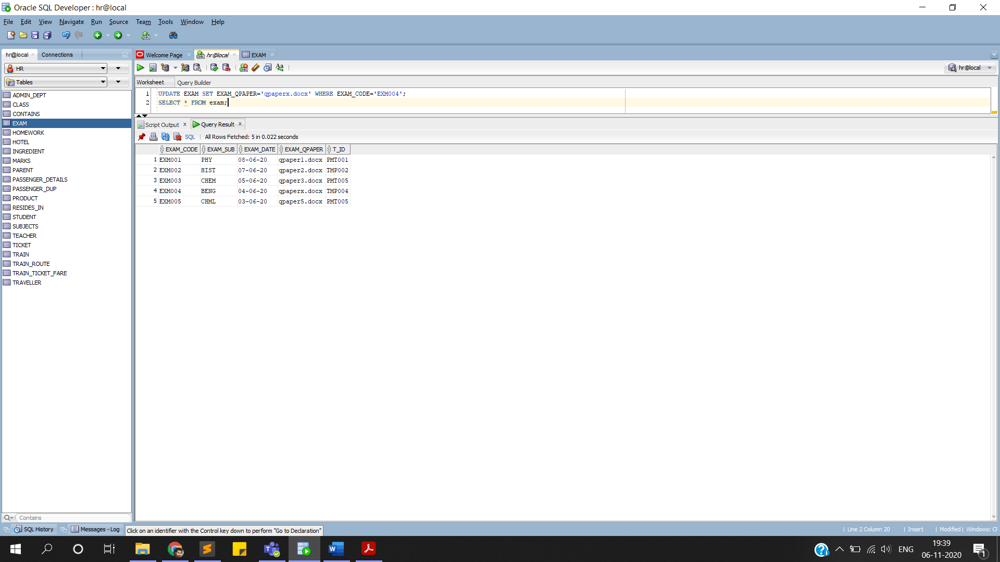 Oracle SQL Developer : hr@local
File Edit View Navigate Run Source Team Tools Window Help
hr@local Connections
Welcome Page hr@local EXAM
HR
hr@local
Tables
Worksheet Query Builder
1 UPDATE EXAM SET EXAM_QPAPER='qpaperx.docx' WHERE EXAM_CODE='EXM004';
2 SELECT * FROM exam;
Script Output Query Result
SQL All Rows Fetched: 5 in 0.022 seconds
EXAM_CODE EXAM_SUB EXAM_DATE EXAM_QPAPER T_ID
1 EXM001 PHY 08-06-20 qpaper1.docx PMT001
2 EXM002 HIST 07-06-20 qpaper2.docx TMP002
3 EXM003 CHEM 05-06-20 qpaper3.docx PMT005
4 EXM004 BENG 04-06-20 qpaperx.docx TMP004
5 EXM005 CHML 03-06-20 qpaper5.docx PMT005
ADMIN_DEPT
CLASS
CONTAINS
EXAM
HOMEWORK
HOTEL
INGREDIENT
MARKS
PARENT
PASSENGER_DETAILS
PASSENGER_DUP
PRODUCT
RESIDES_IN
STUDENT
SUBJECTS
TEACHER
TICKET
TRAIN
TRAIN_ROUTE
TRAIN_TICKET_FARE
TRAVELLER
Contains
SQL History Messages - Log Click on an identifier with the Control key down to perform "Go to Declaration"
Line 2 Column 20 Insert Modified Windows:
ENG
19:39
06-11-2020
1